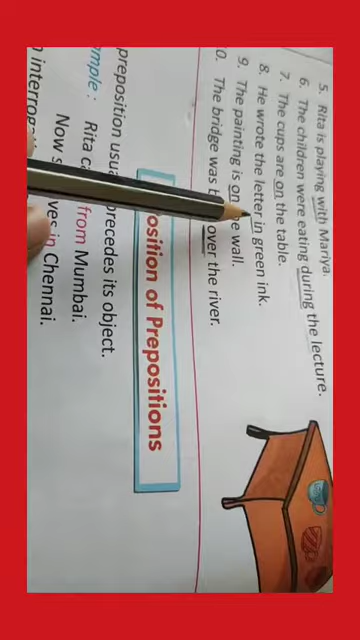 5. Rita is playing with Mariya.
6. The children were eating during the lecture.
7. The cups are on the table.
8. He wrote the letter in green ink.
9. The painting is on wall.
0. The bridge was over the river.
osition of Prepositions
preposition precedes its object.
mple : Rita from Mumbai.
Now in Chennai.